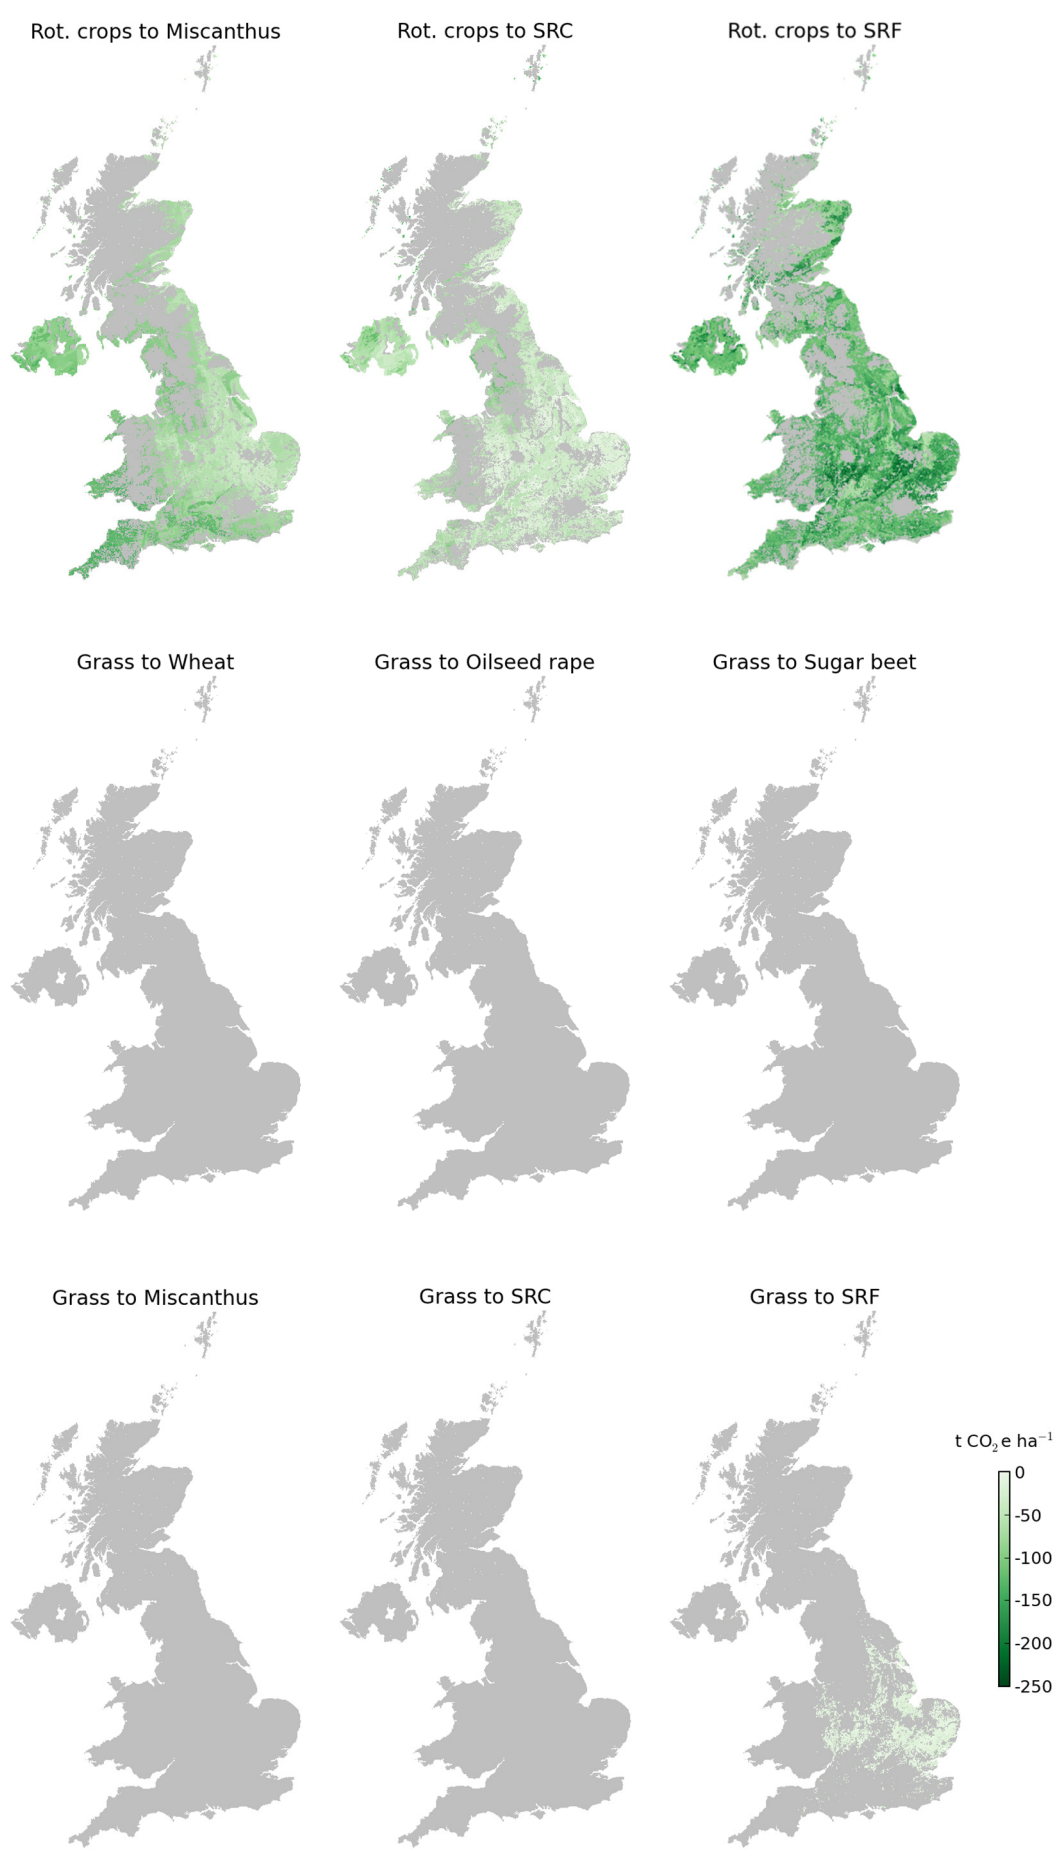 Rot. crops to Miscanthus
Rot. crops to SRC
Rot. crops to SRF
Grass to Wheat
Grass to Oilseed rape
Grass to Sugar beet
Grass to Miscanthus
Grass to SRC
Grass to SRF
t CO₂e ha⁻¹
0
-50
-100
-150
-200
-250